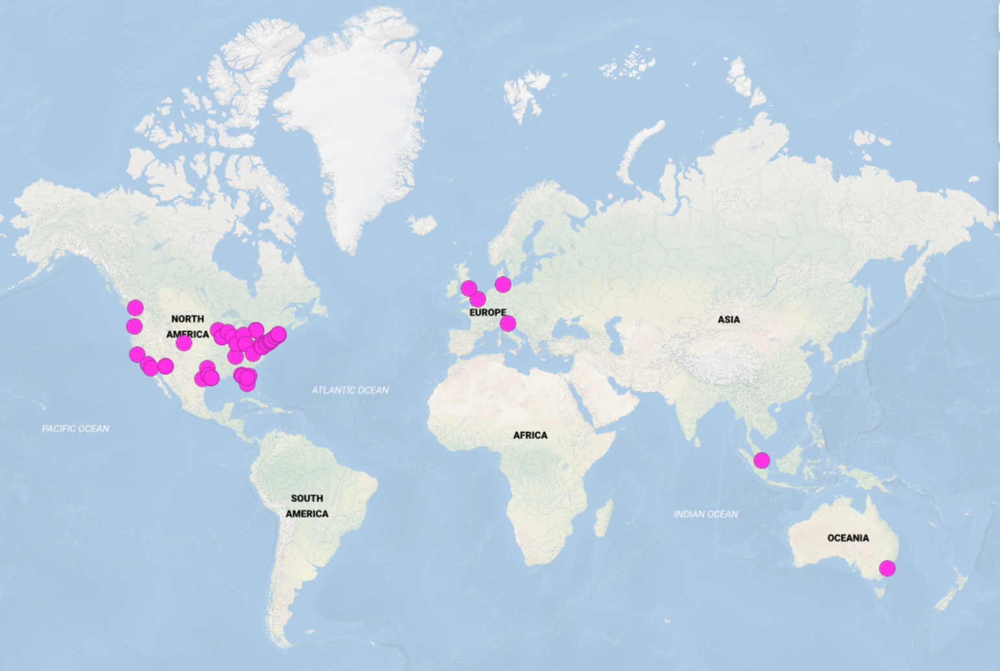 NORTH
AMERICA
EUROPE
ASIA
ATLANTIC OCEAN
PACIFIC OCEAN
AFRICA
SOUTH
AMERICA
INDIAN OCEAN
OCEANIA